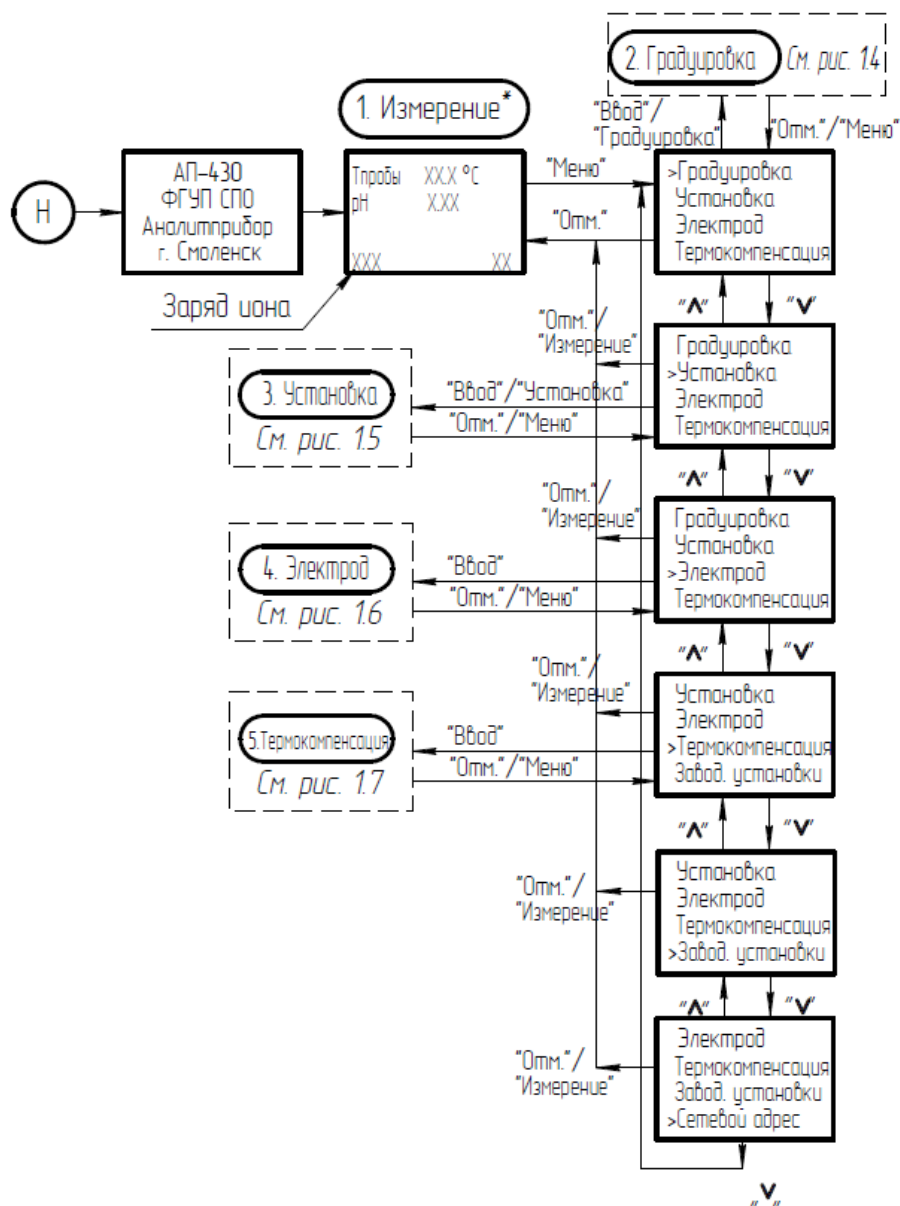 2. Градуировка
См. рис. 1.4
1. Измерение*
"Ввод"/
"Градуировка"
"Отм."/"Меню"
Н
АП–430
ФГУП СПО
Аналитприбор
г. Смоленск
Тпробы XX.X °С
рН X.XX
XXX XX
Заряд иона
"Меню"
"Отм."
>Градуировка
Установка
Электрод
Термокомпенсация
"Λ"
"V"
"Отм."/
"Измерение"
Градуировка
>Установка
Электрод
Термокомпенсация
3. Установка
См. рис. 1.5
"Ввод"/"Установка"
"Отм."/"Меню"
"Λ"
"V"
"Отм."/
"Измерение"
Градуировка
Установка
>Электрод
Термокомпенсация
4. Электрод
См. рис. 1.6
"Ввод"
"Отм."/"Меню"
"Λ"
"V"
"Отм."/
"Измерение"
Установка
Электрод
>Термокомпенсация
Завод. установки
5.Термокомпенсация
См. рис. 1.7
"Ввод"
"Отм."/"Меню"
"Λ"
"V"
"Отм."/
"Измерение"
Установка
Электрод
Термокомпенсация
>Завод. установки
"Λ"
"V"
"Отм."/
"Измерение"
Электрод
Термокомпенсация
Завод. установки
>Сетевой адрес
"V"